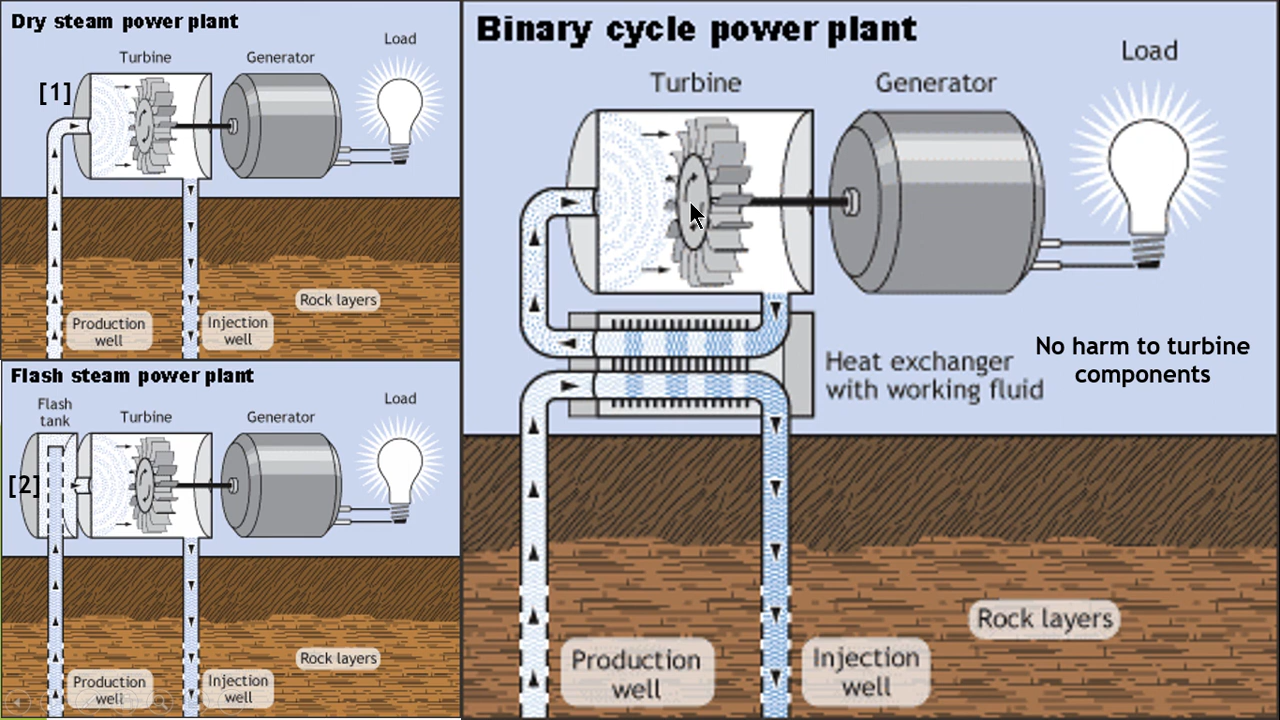 Dry steam power plant
Turbine
Generator
Load
[1]
Production
well
Injection
well
Rock layers
Flash steam power plant
Flash
tank
Turbine
Generator
Load
[2]
Production
well
Injection
well
Rock layers
Binary cycle power plant
Turbine
Generator
Load
Heat exchanger
with working fluid
No harm to turbine
components
Production
well
Injection
well
Rock layers